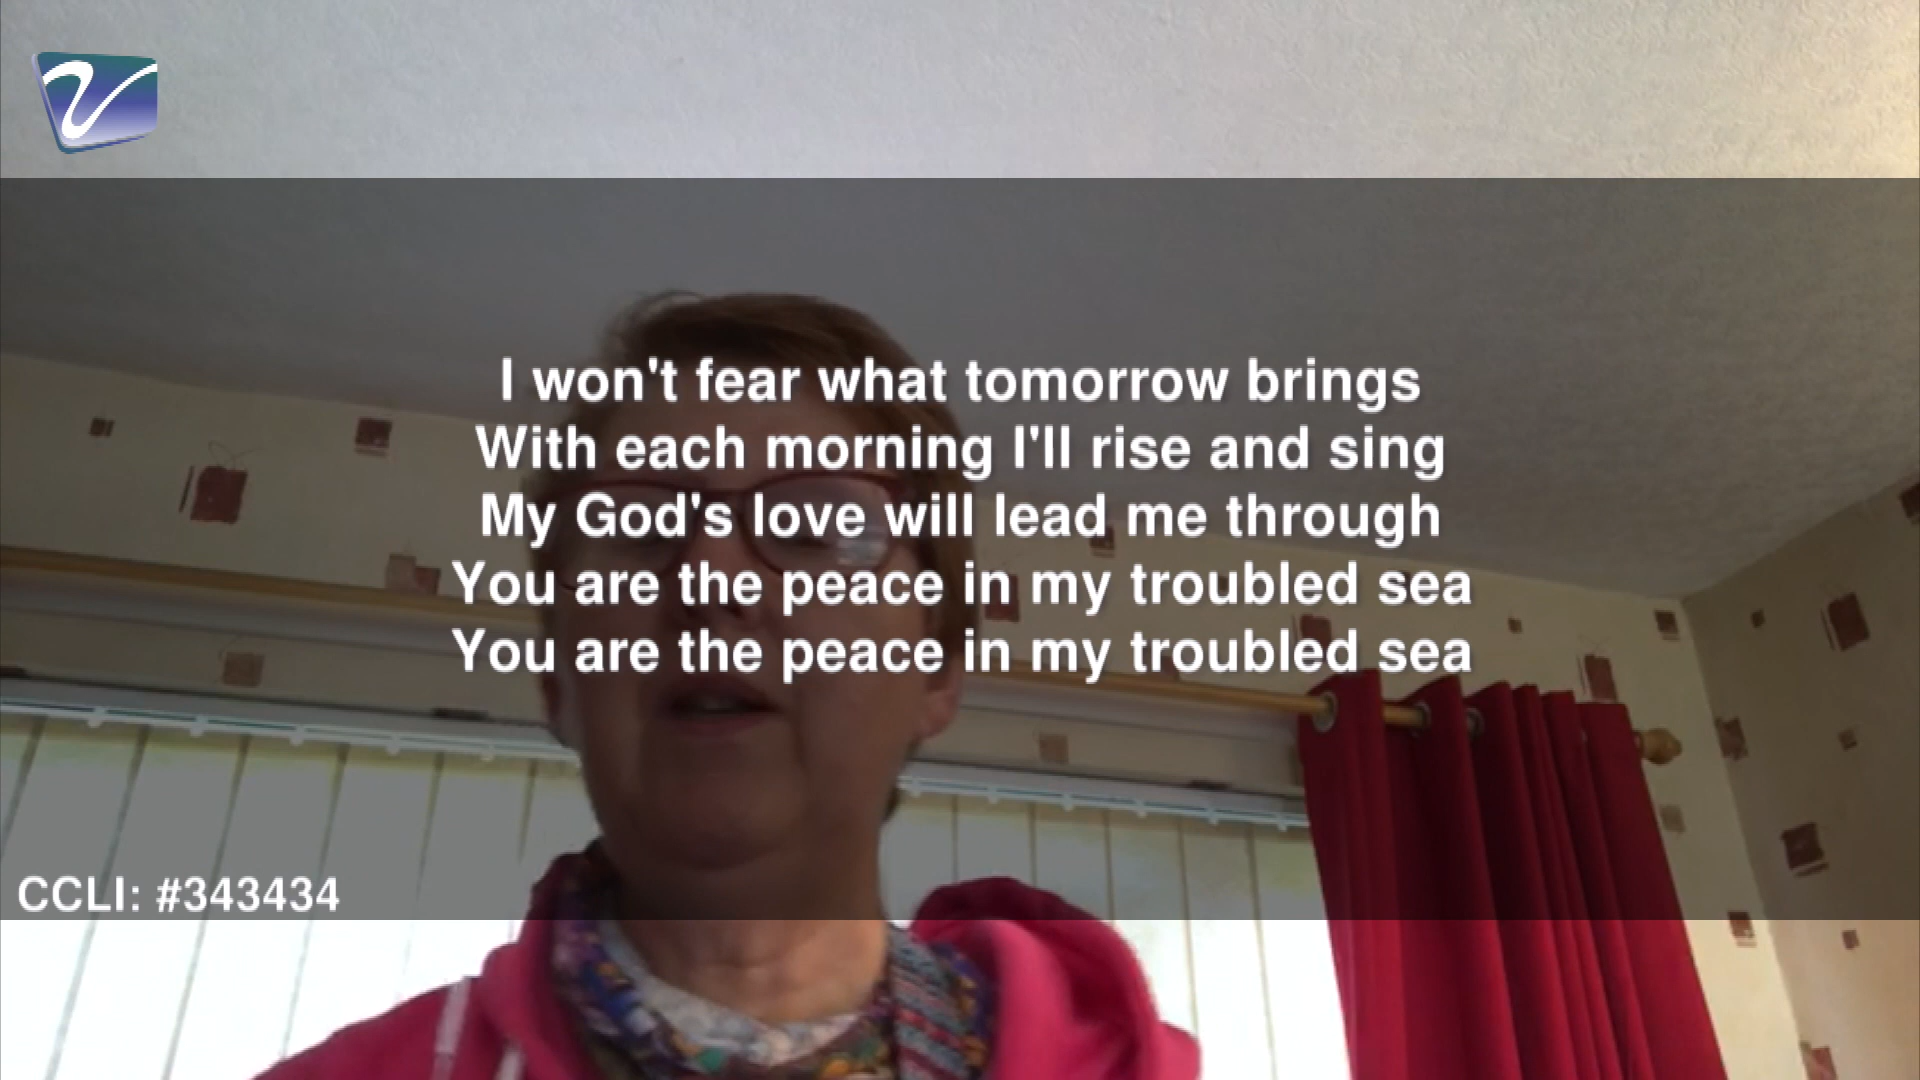 I won't fear what tomorrow brings
With each morning I'll rise and sing
My God's love will lead me through
You are the peace in my troubled sea
You are the peace in my troubled sea
CCLI: #343434